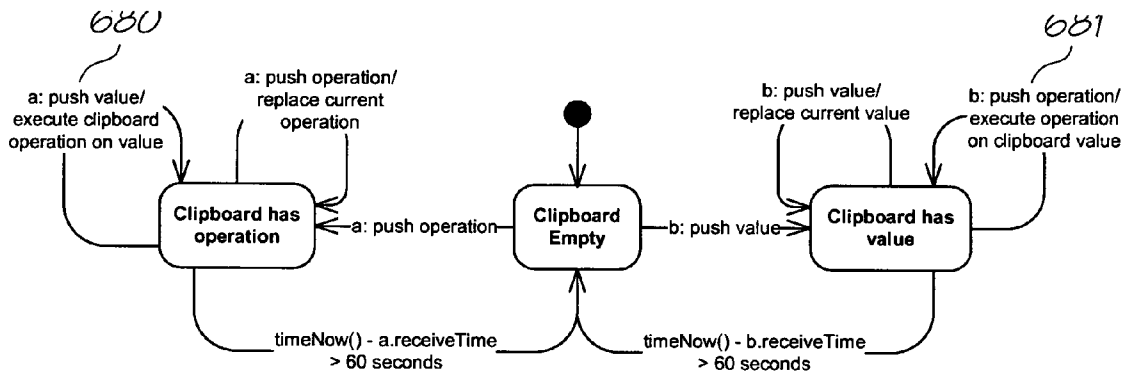 680
681
a: push value/
execute clipboard
operation on value
a: push operation/
replace current
operation
b: push value/
replace current value
b: push operation/
execute operation
on clipboard value
Clipboard has
operation
a: push operation
Clipboard
Empty
b: push value
Clipboard has
value
timeNow() - a.receiveTime
> 60 seconds
timeNow() - b.receiveTime
> 60 seconds